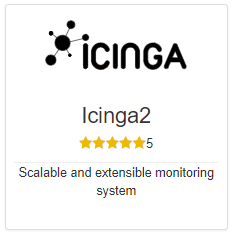 ICINGA
Icinga2
5
Scalable and extensible monitoring
system